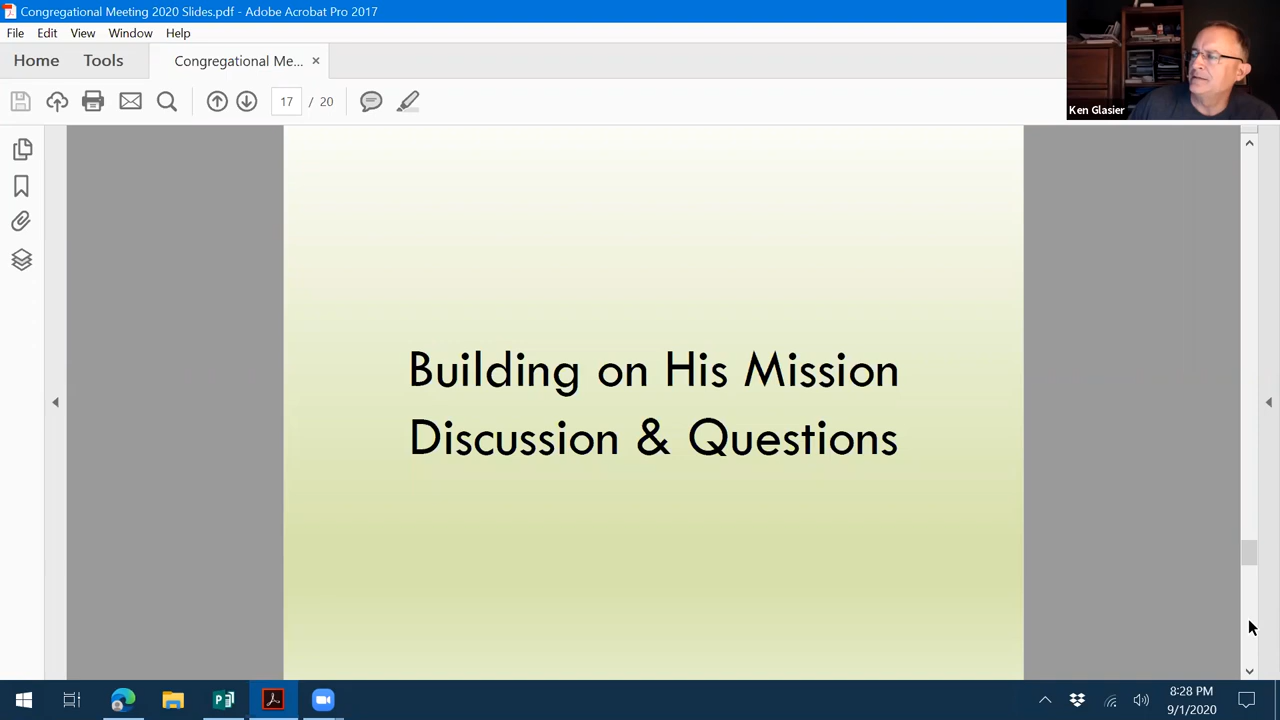 Congregational Meeting 2020 Slides.pdf - Adobe Acrobat Pro 2017
File Edit View Window Help
Home Tools Congregational Me... ×
17 / 20
Ken Glasier
Building on His Mission
Discussion & Questions
8:28 PM
9/1/2020